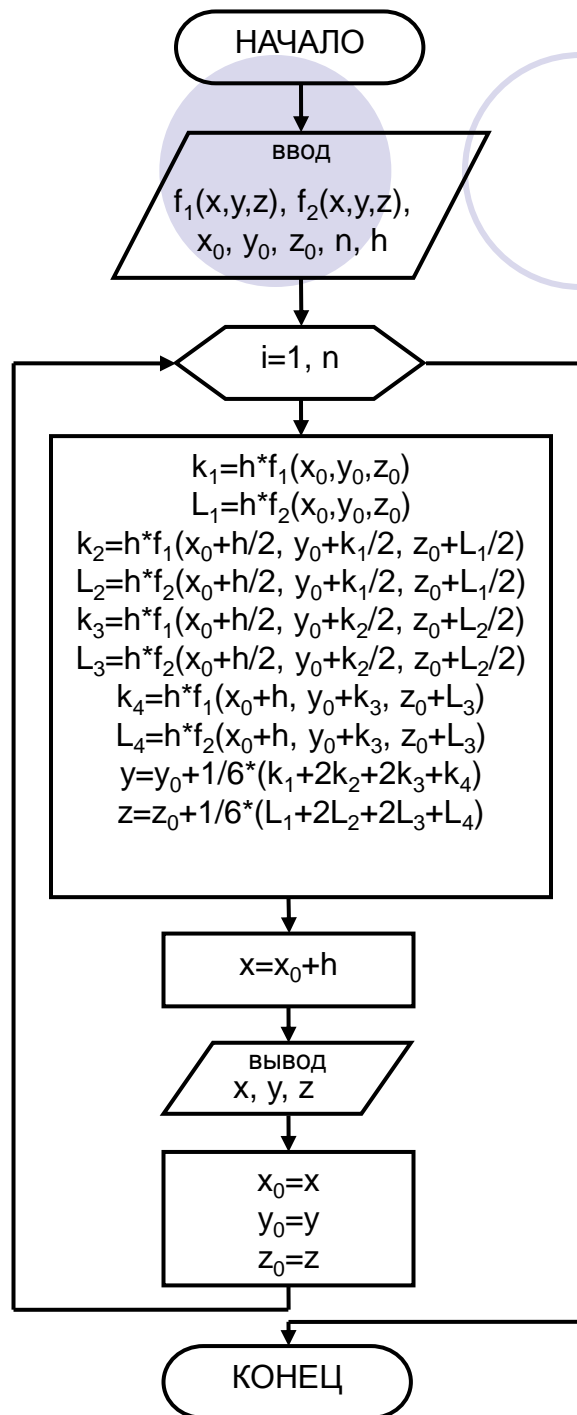 НАЧАЛО
ввод
f₁(x,y,z), f₂(x,y,z),
x₀, y₀, z₀, n, h
i=1, n
k₁=h*f₁(x₀,y₀,z₀)
L₁=h*f₂(x₀,y₀,z₀)
k₂=h*f₁(x₀+h/2, y₀+k₁/2, z₀+L₁/2)
L₂=h*f₂(x₀+h/2, y₀+k₁/2, z₀+L₁/2)
k₃=h*f₁(x₀+h/2, y₀+k₂/2, z₀+L₂/2)
L₃=h*f₂(x₀+h/2, y₀+k₂/2, z₀+L₂/2)
k₄=h*f₁(x₀+h, y₀+k₃, z₀+L₃)
L₄=h*f₂(x₀+h, y₀+k₃, z₀+L₃)
y=y₀+1/6*(k₁+2k₂+2k₃+k₄)
z=z₀+1/6*(L₁+2L₂+2L₃+L₄)
x=x₀+h
вывод
x, y, z
x₀=x
y₀=y
z₀=z
КОНЕЦ